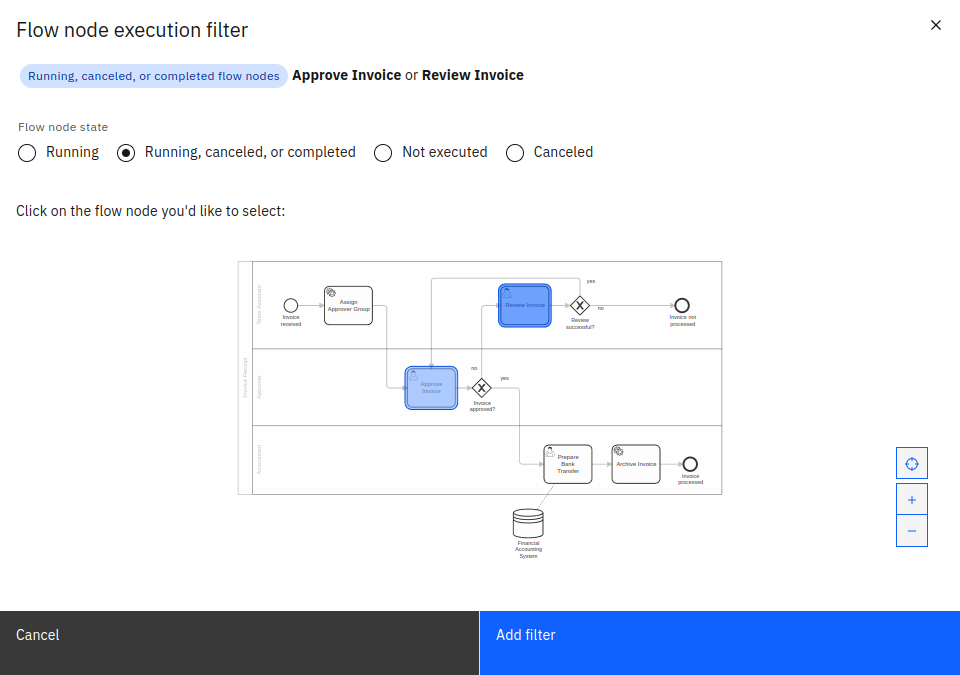 Flow node execution filter
Running, canceled, or completed flow nodes Approve Invoice or Review Invoice
Flow node state
Running
Running, canceled, or completed
Not executed
Canceled
Click on the flow node you'd like to select:
Invoice Receipt
Team Assistant
Invoice
received
Assign
Approver Group
Review Invoice
yes
Review
successful?
no
Invoice not
processed
Approver
Approve
Invoice
no
Invoice
approved?
yes
Accountant
Prepare
Bank
Transfer
Archive Invoice
Invoice
processed
Financial
Accounting
System
Cancel
Add filter